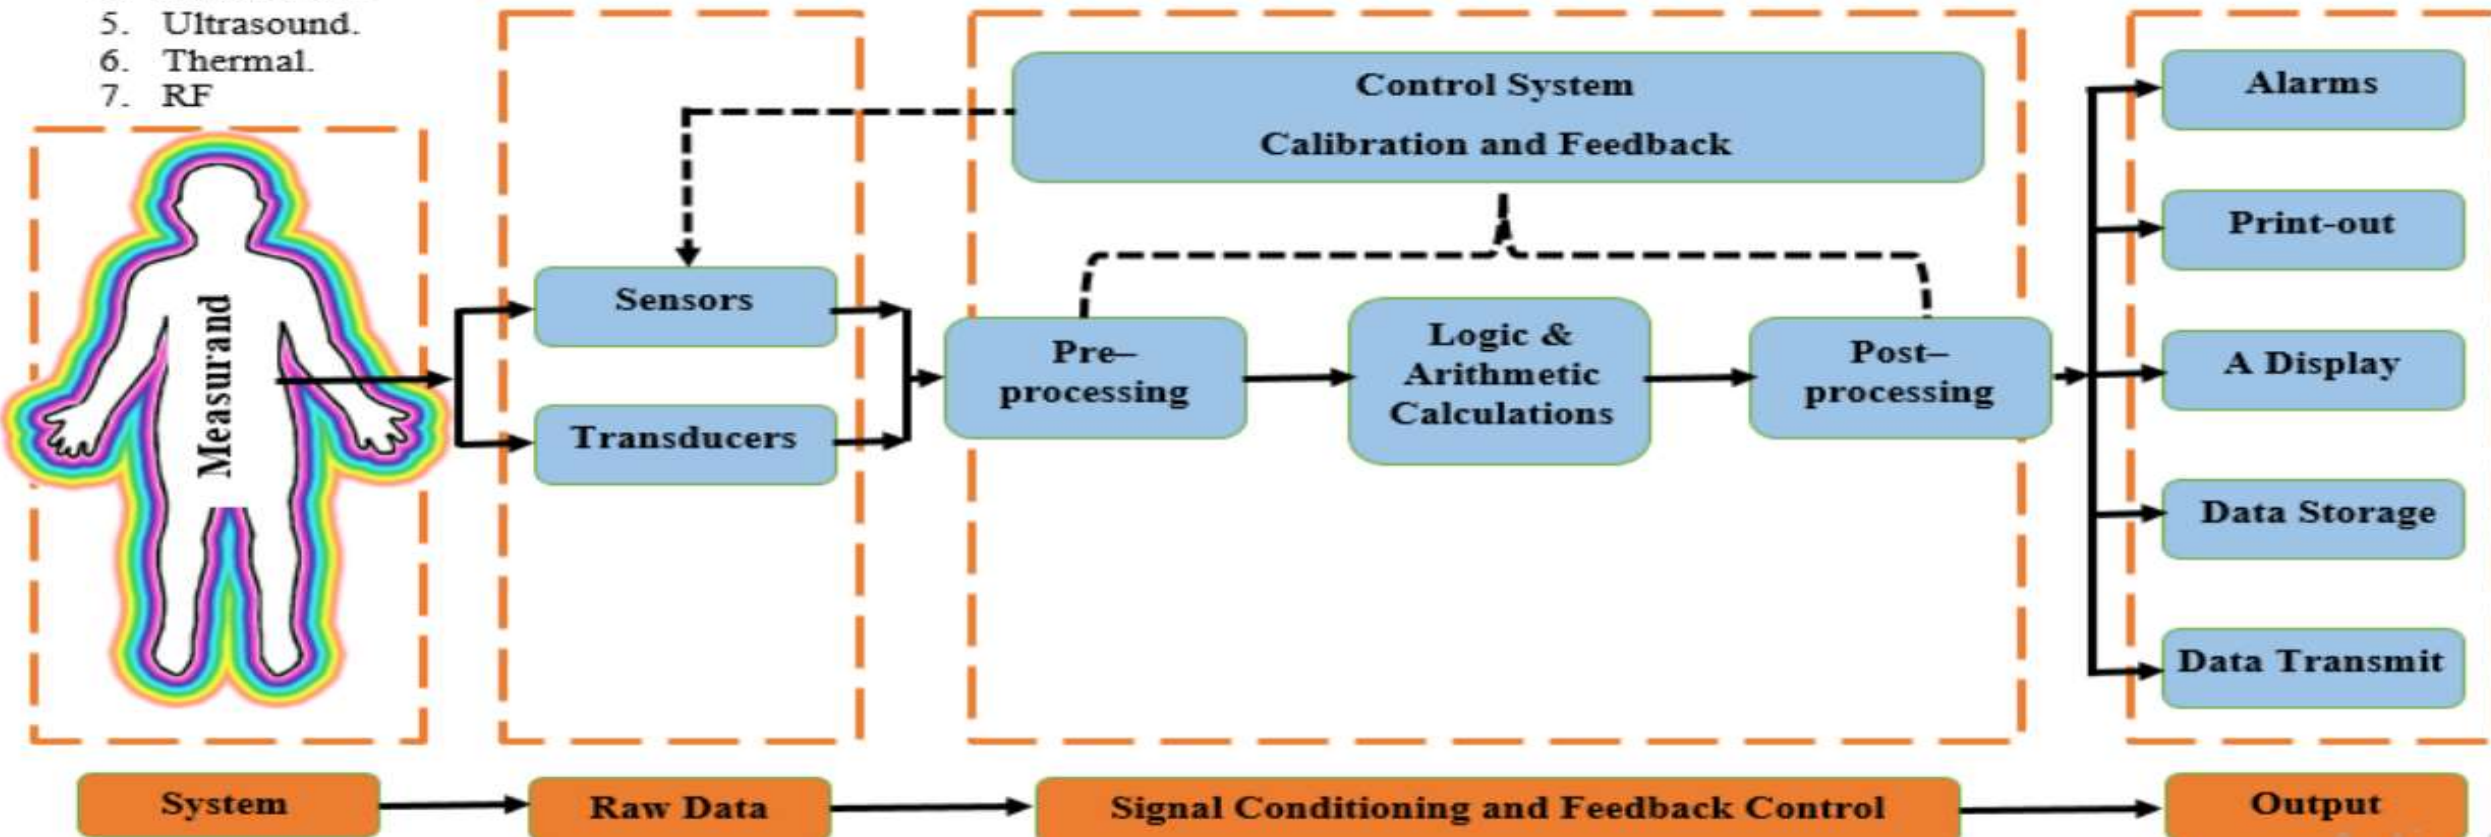 5. Ultrasound.
6. Thermal.
7. RF
Measurand
Sensors
Transducers
Control System
Calibration and Feedback
Pre–
processing
Logic &
Arithmetic
Calculations
Post–
processing
Alarms
Print-out
A Display
Data Storage
Data Transmit
System
Raw Data
Signal Conditioning and Feedback Control
Output